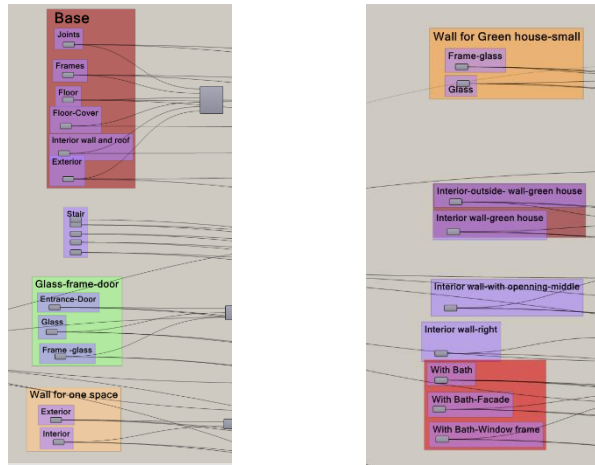 Base
Joints
Frames
Floor
Floor-Cover
Interior wall and roof
Exterior
Stair
Glass-frame-door
Entrance-Door
Glass
Frame -glass
Wall for one space
Exterior
Interior
Wall for Green house-small
Frame-glass
Glass
Interior-outside- wall-green house
Interior wall-green house
Interior wall-with openning-middle
Interior wall-right
With Bath
With Bath-Facade
With Bath-Window frame